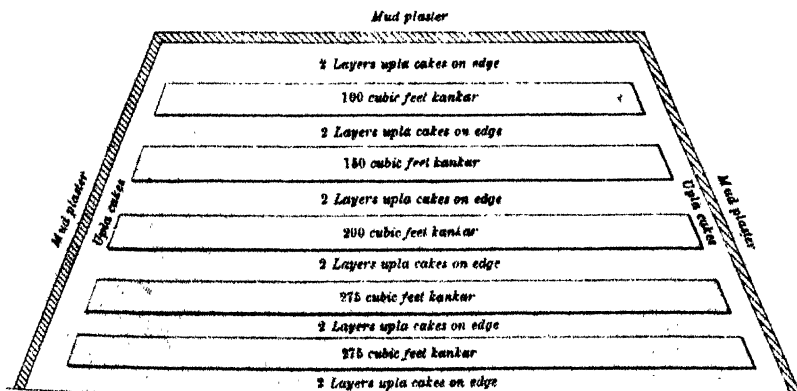 Mud plaster
2 Layers upla cakes on edge
100 cubic feet kankar
2 Layers upla cakes on edge
150 cubic feet kankar
2 Layers upla cakes on edge
200 cubic feet kankar
2 Layers upla cakes on edge
275 cubic feet kankar
2 Layers upla cakes on edge
275 cubic feet kankar
2 Layers upla cakes on edge
Mud plaster
Upla cakes
Upla cakes
Mud plaster